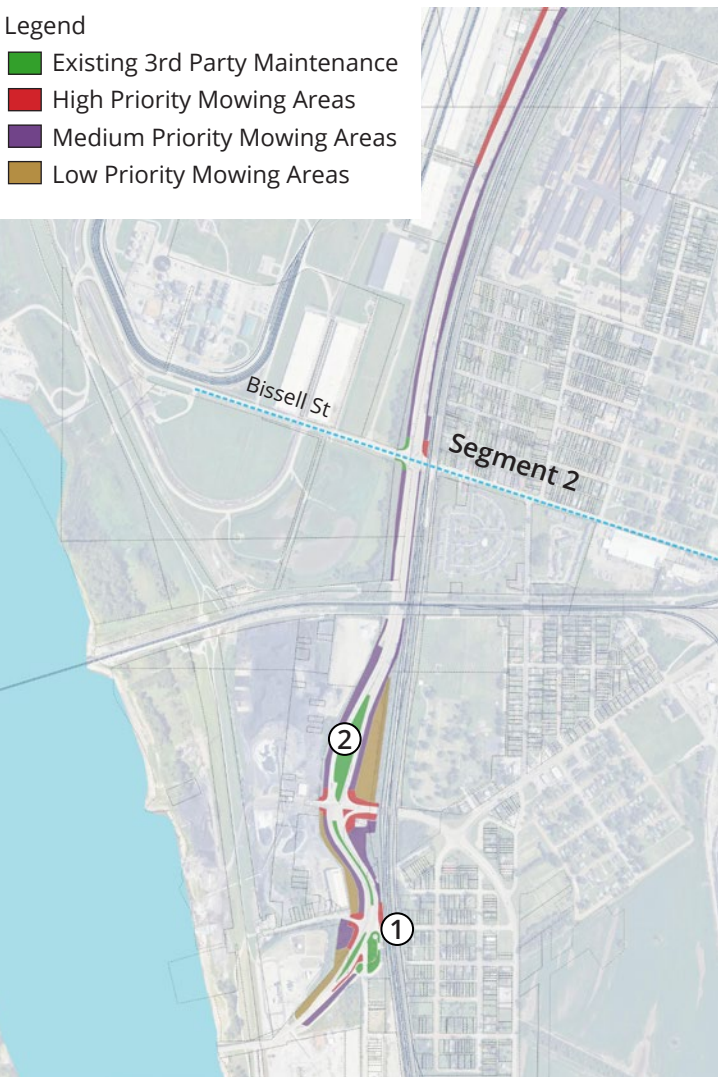 Legend
Existing 3rd Party Maintenance
High Priority Mowing Areas
Medium Priority Mowing Areas
Low Priority Mowing Areas
Bissell St
Segment 2
2
1